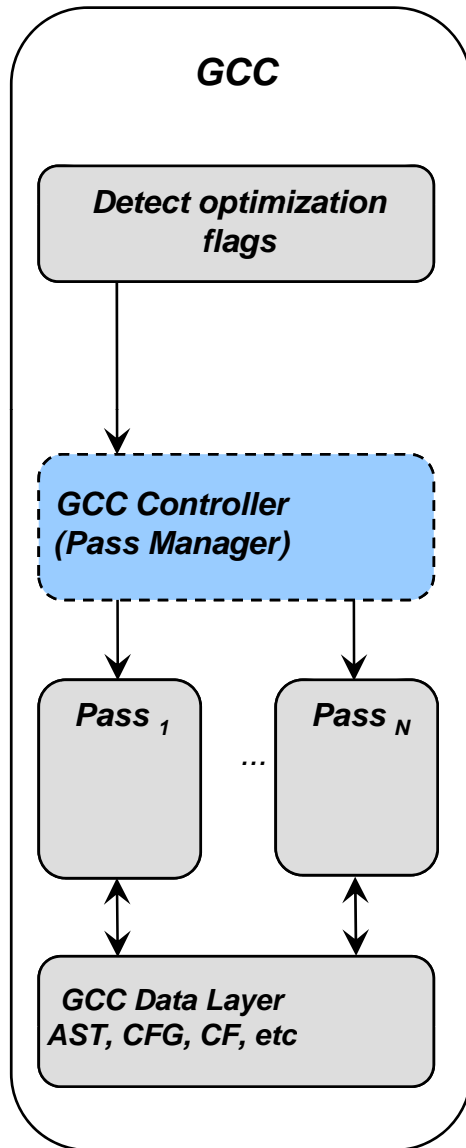 GCC
Detect optimization
flags
GCC Controller
(Pass Manager)
Pass 1
... 
Pass N
GCC Data Layer
AST, CFG, CF, etc